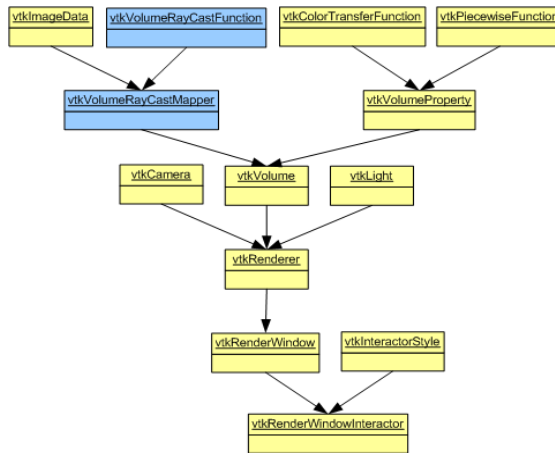 vtkImageData
vtkVolumeRayCastFunction
vtkColorTransferFunction
vtkPiecewiseFunction
vtkVolumeRayCastMapper
vtkVolumeProperty
vtkCamera
vtkVolume
vtkLight
vtkRenderer
vtkRenderWindow
vtkInteractorStyle
vtkRenderWindowInteractor